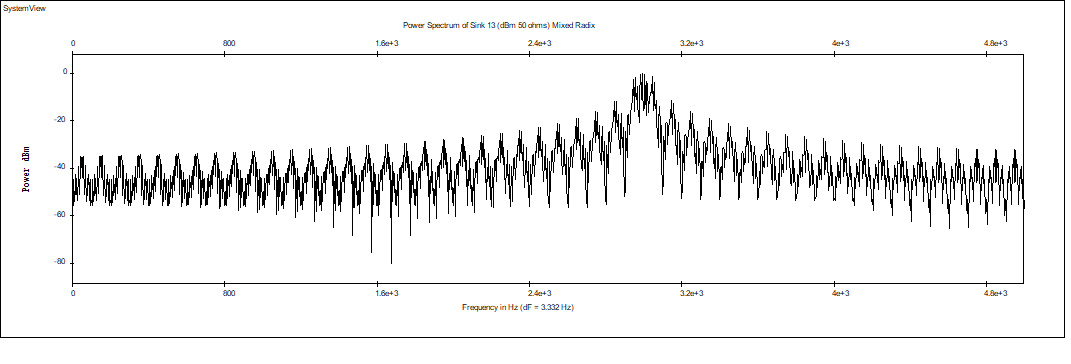 SystemView
Power Spectrum of Sink 13 (dBm 50 ohms) Mixed Radix
0 800 1.6e+3 2.4e+3 3.2e+3 4e+3 4.8e+3
0
-20
-40
-60
-80
Power dBm
0 800 1.6e+3 2.4e+3 3.2e+3 4e+3 4.8e+3
Frequency in Hz (dF = 3.332 Hz)